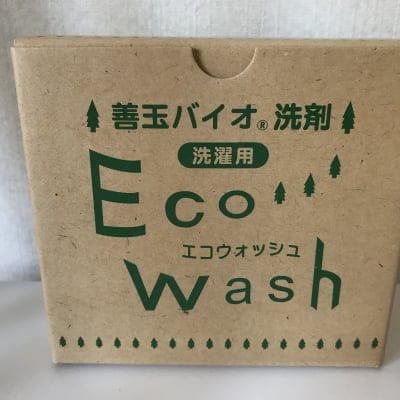 善玉バイオ®洗剤
洗濯用
Eco
エコウォッシュ
wash